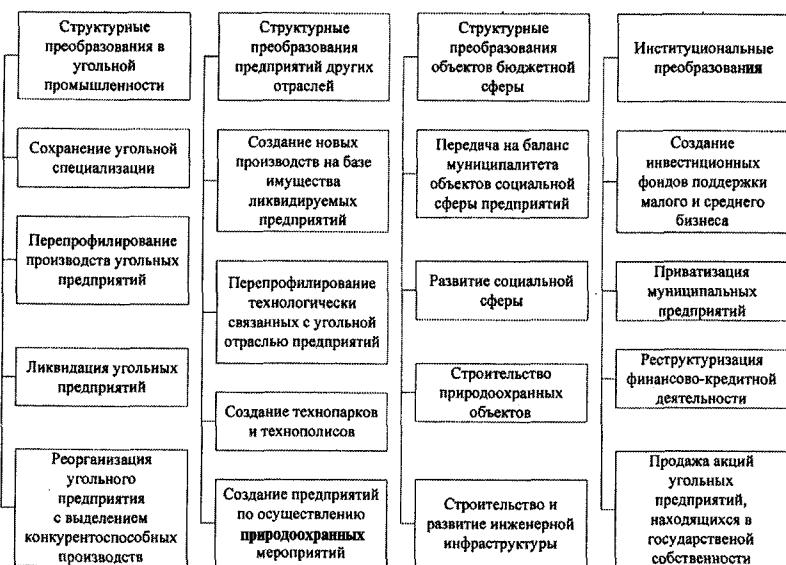 Структурные
преобразования в
угольной
промышленности
Сохранение угольной
специализации
Перепрофилирование
производств угольных
предприятий
Ликвидация угольных
предприятий
Реорганизация
угольного
предприятия
с выделением
конкурентоспособных
производств
Структурные
преобразования
предприятий других
отраслей
Создание новых
производств на базе
имущества
ликвидируемых
предприятий
Перепрофилирование
технологически
связанных с угольной
отраслью предприятий
Создание технопарков
и технополисов
Создание предприятий
по осуществлению
природоохранных
мероприятий
Структурные
преобразования
объектов бюджетной
сферы
Передача на баланс
муниципалитета
объектов социальной
сферы предприятий
Развитие социальной
сферы
Строительство
природоохранных
объектов
Строительство и
развитие инженерной
инфраструктуры
Институциональные
преобразования
Создание
инвестиционных
фондов поддержки
малого и среднего
бизнеса
Приватизация
муниципальных
предприятий
Реструктуризация
финансово-кредитной
деятельности
Продажа акций
угольных
предприятий,
находящихся в
государственой
собственности